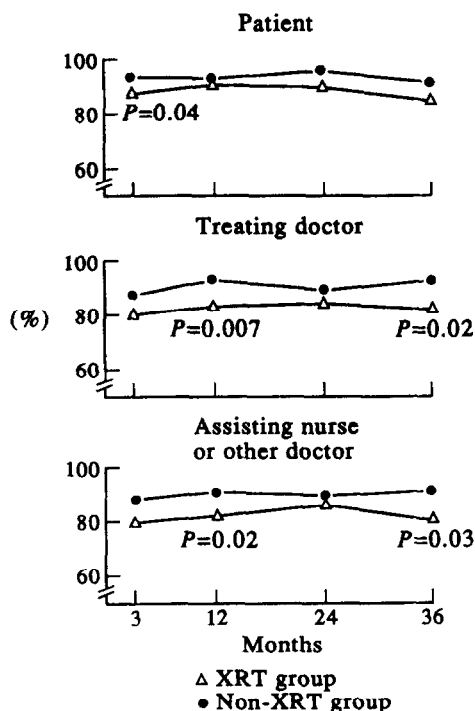 Patient
100
80
60
P=0.04
Treating doctor
100
80
60
(%)
P=0.007 P=0.02
Assisting nurse
or other doctor
100
80
60
P=0.02 P=0.03
3 12 24 36
Months
△ XRT group
● Non-XRT group